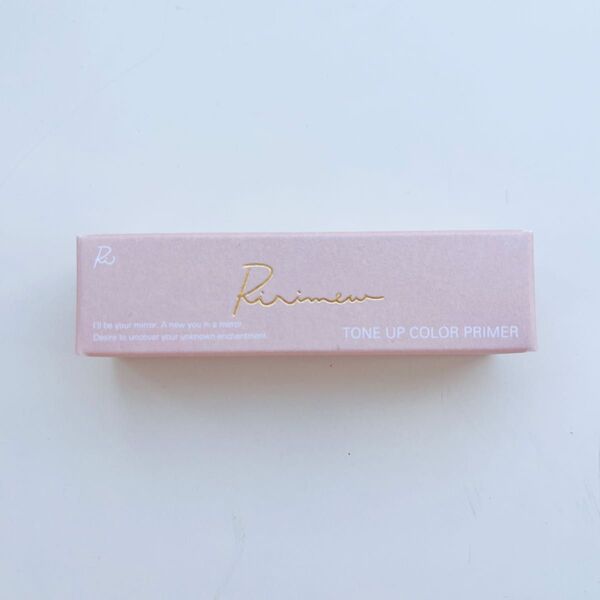 Ri
Ririmew
I'll be your mirror. A new you in a mirror.
Desire to uncover your unknown enchantment.
TONE UP COLOR PRIMER